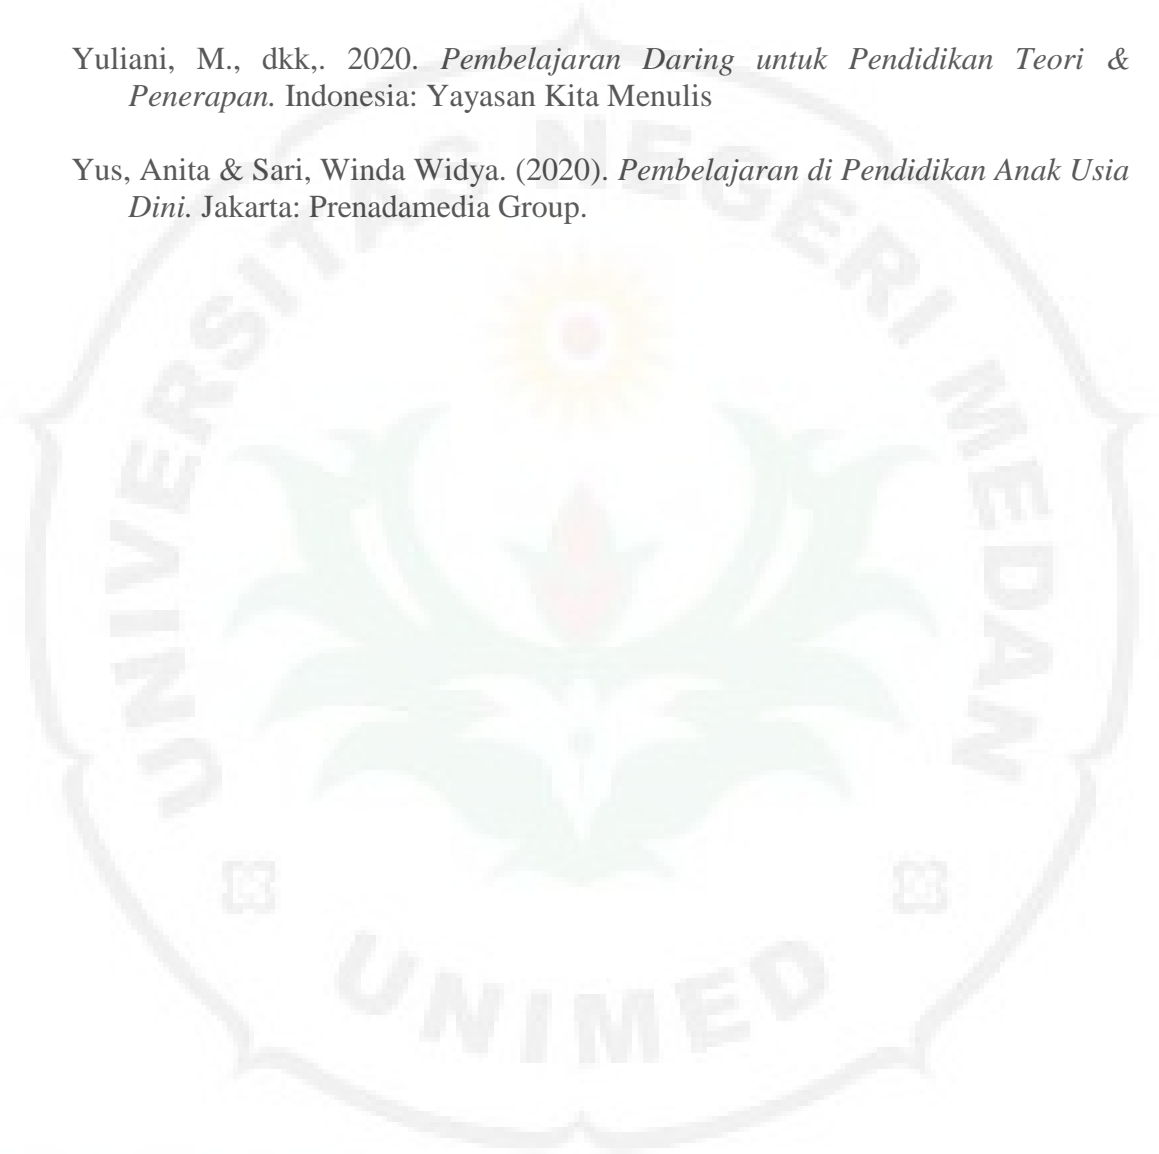 Yuliani, M., dkk,. 2020. Pembelajaran Daring untuk Pendidikan Teori &
Penerapan. Indonesia: Yayasan Kita Menulis
Yus, Anita & Sari, Winda Widya. (2020). Pembelajaran di Pendidikan Anak Usia
Dini. Jakarta: Prenadamedia Group.
UNIVERSITAS NEGERI MEDAN
UNIMED